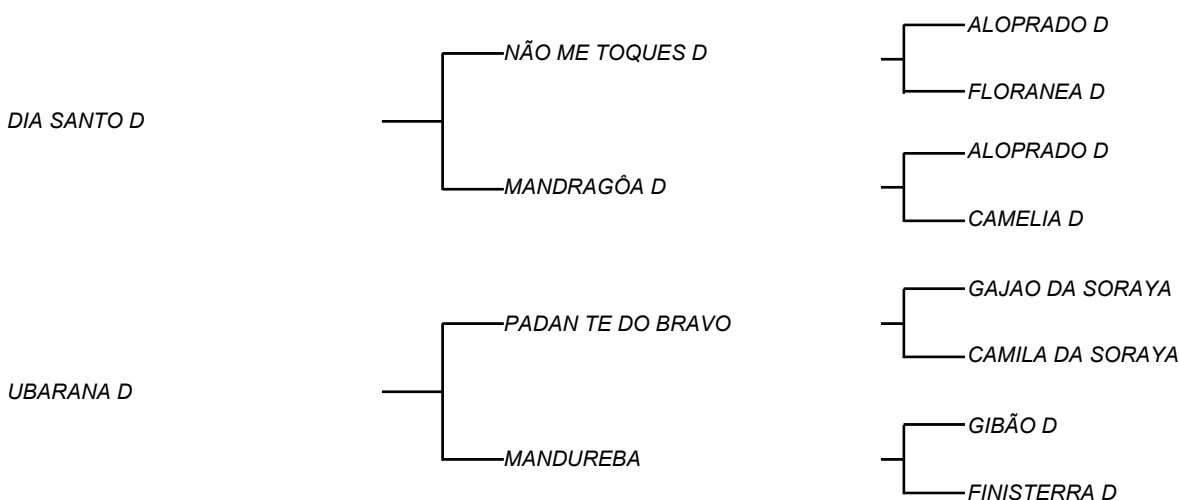 ALOPRADO D
NÃO ME TOQUES D
FLORANEA D
DIA SANTO D
ALOPRADO D
MANDRAGÔA D
CAMELIA D
GAJAO DA SORAYA
PADAN TE DO BRAVO
CAMILA DA SORAYA
UBARANA D
GIBÃO D
MANDUREBA
FINISTERRA D